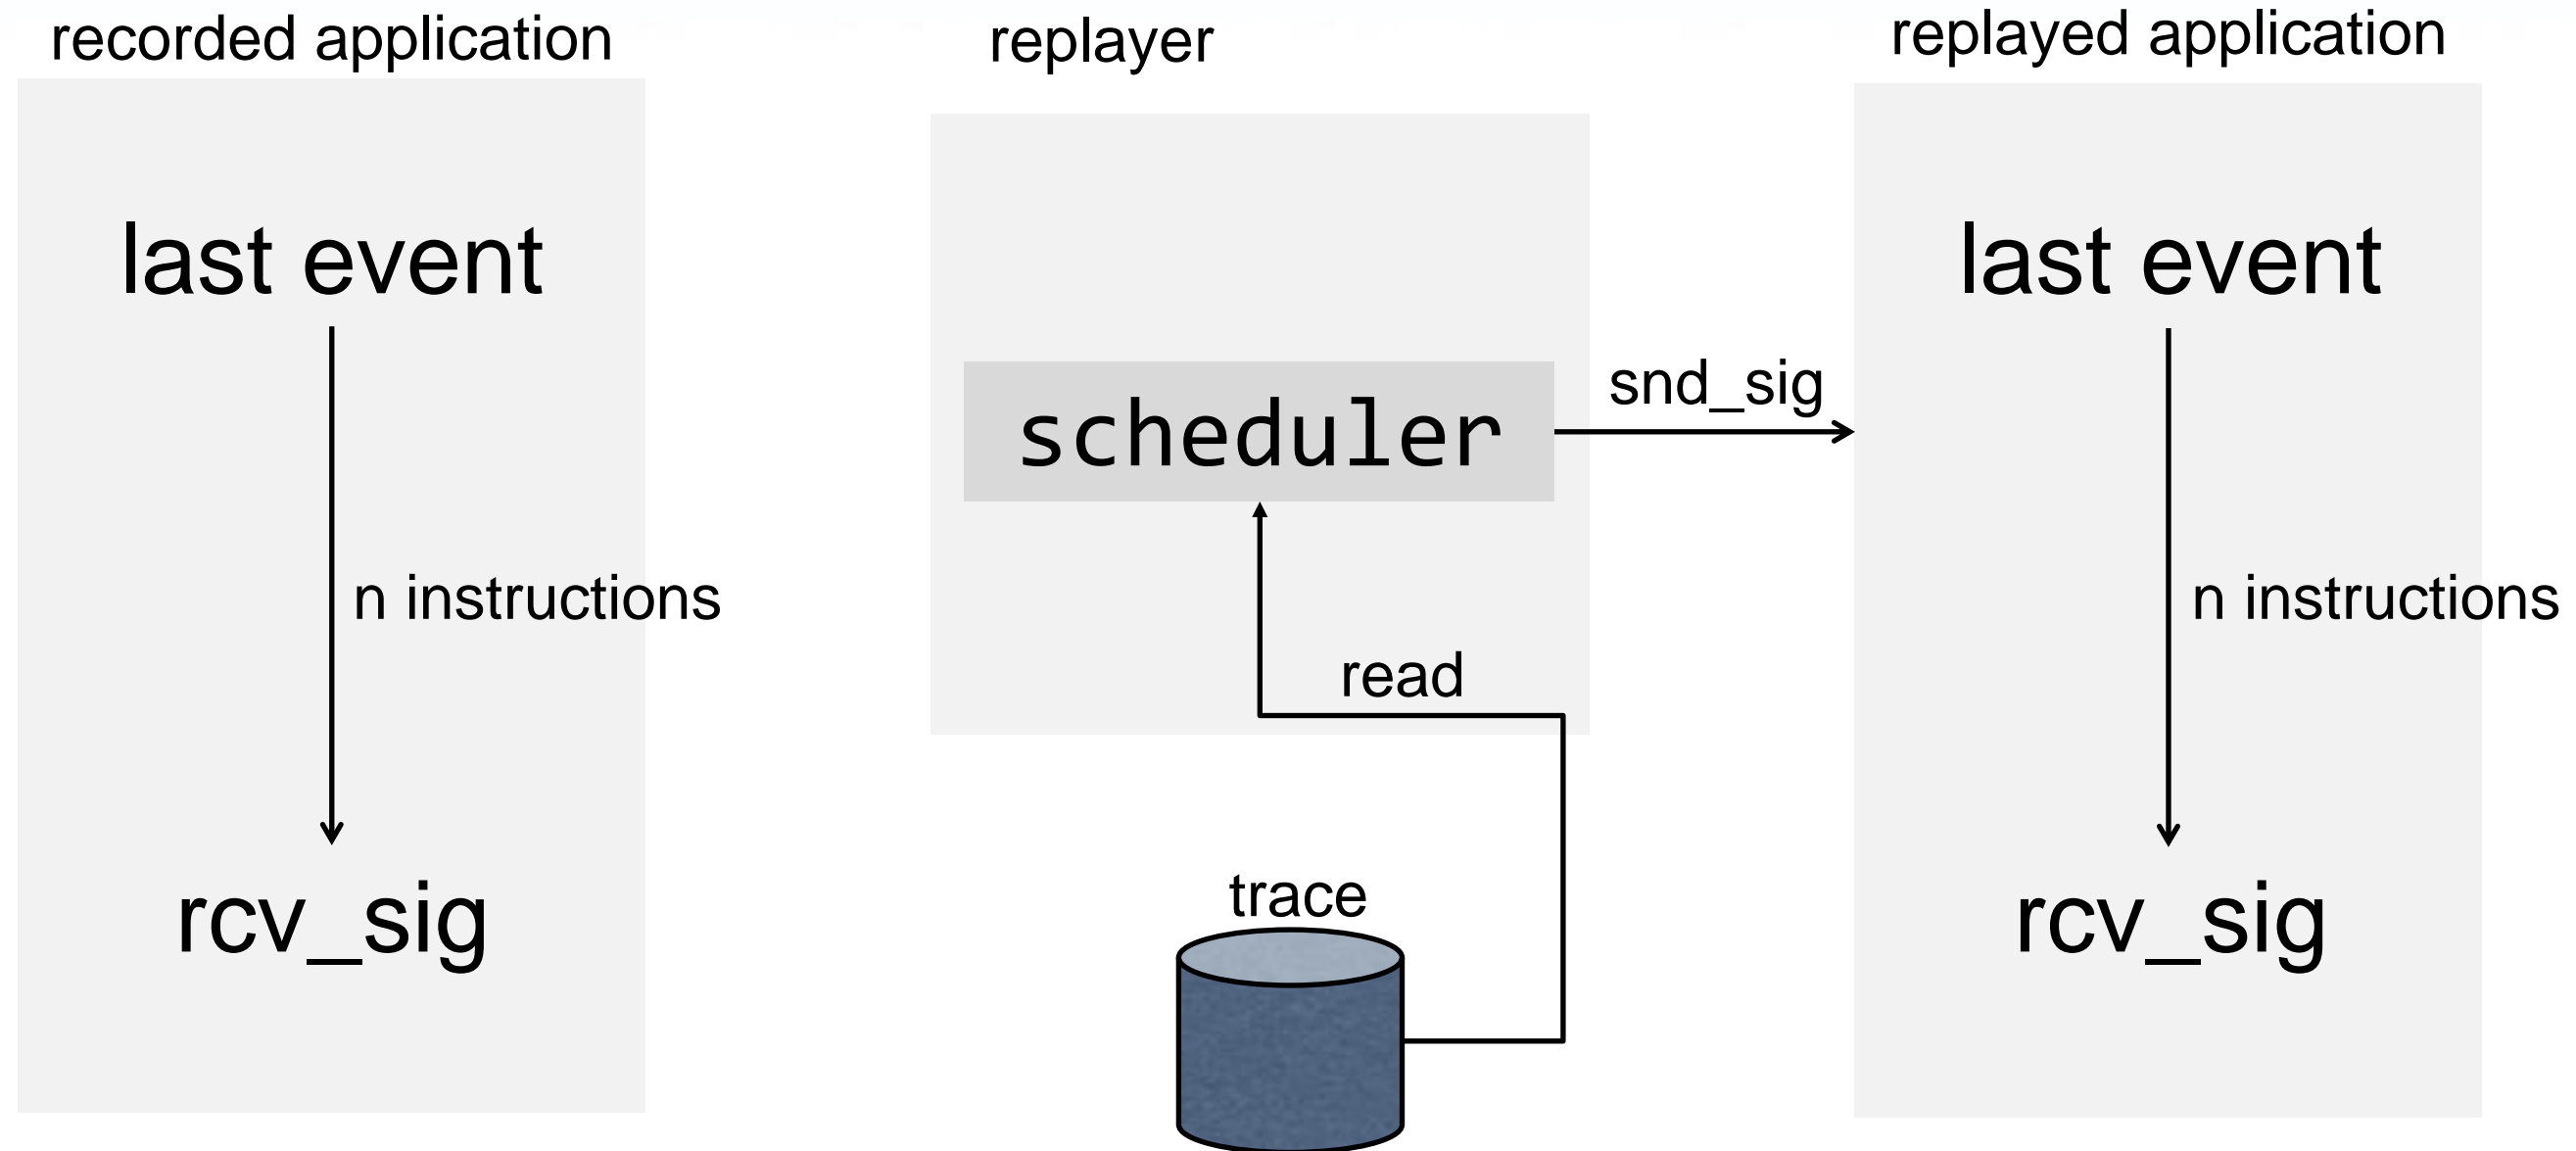 recorded application
last event
n instructions
rcv_sig
replayer
scheduler
snd_sig
read
trace
replayed application
last event
n instructions
rcv_sig